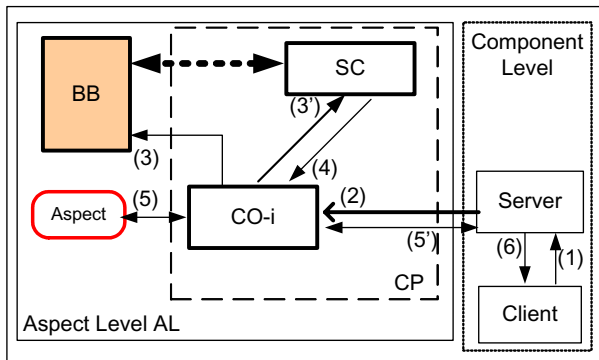 Component
Level
SC
BB
(3’)
(3)
(4)
Aspect
(5)
CO-i
(2)
(5’)
Server
(6)
(1)
CP
Client
Aspect Level AL